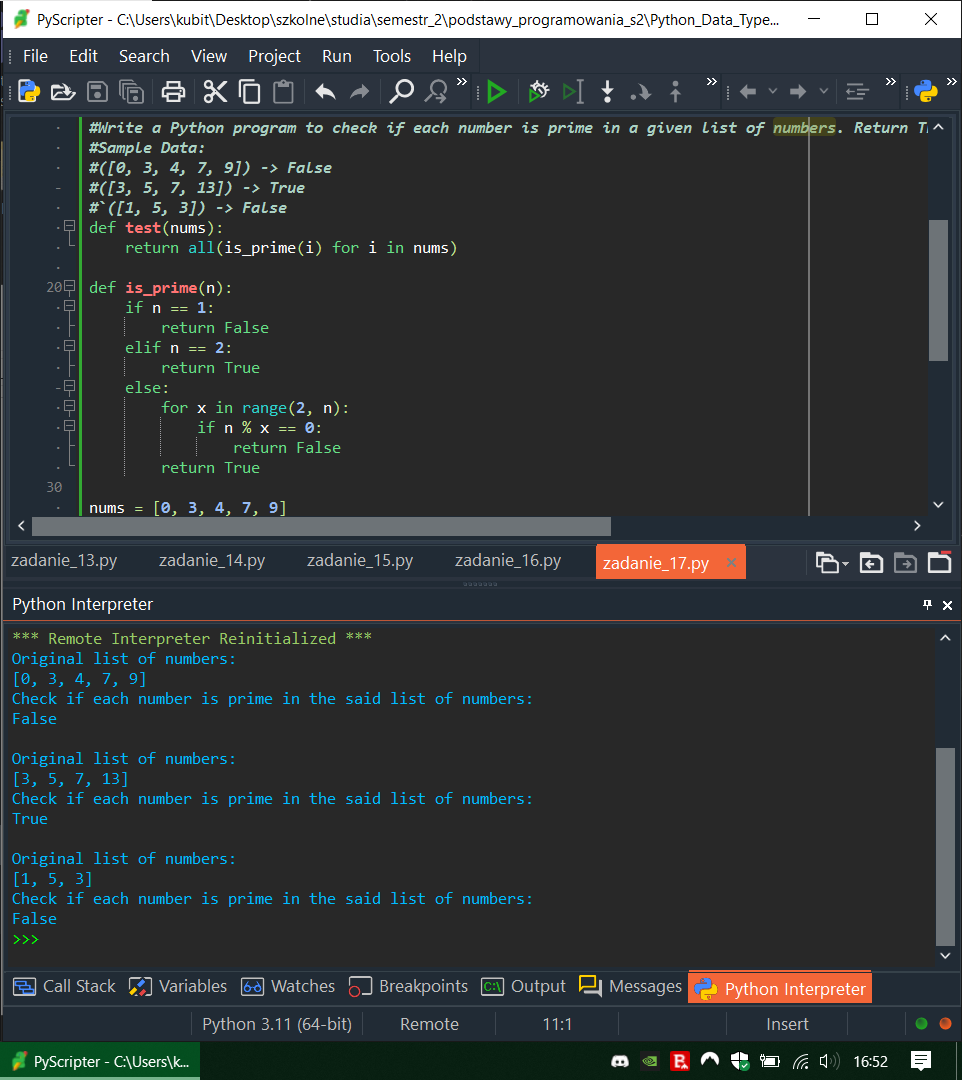 PyScripter - C:\Users\kubit\Desktop\szkolne\studia\semestr_2\podstawy_programowania_s2\Python_Data_Type...
File Edit Search View Project Run Tools Help
#Write a Python program to check if each number is prime in a given list of numbers. Return T
#Sample Data:
#([0, 3, 4, 7, 9]) -> False
#([3, 5, 7, 13]) -> True
#`([1, 5, 3]) -> False
def test(nums):
return all(is_prime(i) for i in nums)
20 def is_prime(n):
if n == 1:
return False
elif n == 2:
return True
else:
for x in range(2, n):
if n % x == 0:
return False
return True
30
nums = [0, 3, 4, 7, 9]
zadanie_13.py zadanie_14.py zadanie_15.py zadanie_16.py zadanie_17.py
Python Interpreter
*** Remote Interpreter Reinitialized ***
Original list of numbers:
[0, 3, 4, 7, 9]
Check if each number is prime in the said list of numbers:
False
Original list of numbers:
[3, 5, 7, 13]
Check if each number is prime in the said list of numbers:
True
Original list of numbers:
[1, 5, 3]
Check if each number is prime in the said list of numbers:
False
>>>
Call Stack Variables Watches Breakpoints Output Messages Python Interpreter
Python 3.11 (64-bit) Remote 11:1 Insert
PyScripter - C:\Users\k... 16:52